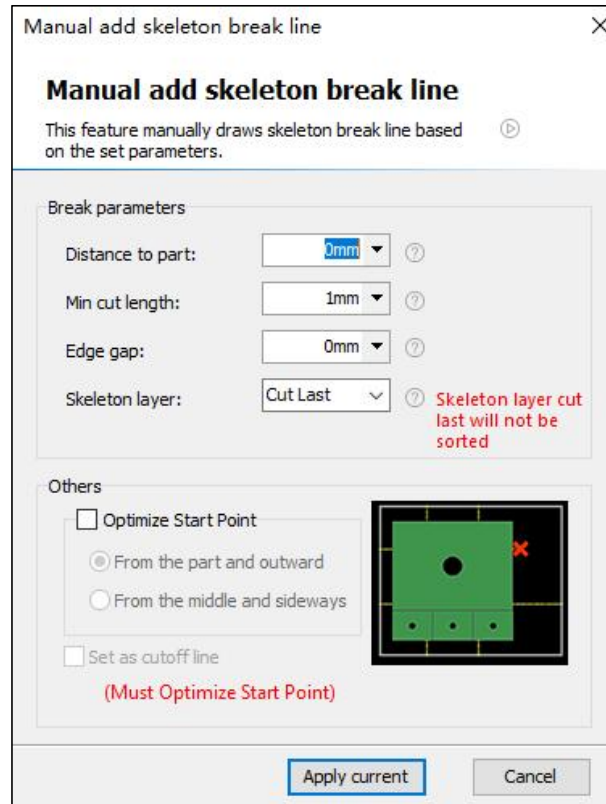 Manual add skeleton break line
Manual add skeleton break line
This feature manually draws skeleton break line based
on the set parameters.
Break parameters
Distance to part:
0mm
Min cut length:
1mm
Edge gap:
0mm
Skeleton layer:
Cut Last
Skeleton layer cut
last will not be
sorted
Others
Optimize Start Point
From the part and outward
From the middle and sideways
Set as cutoff line
(Must Optimize Start Point)
Apply current
Cancel